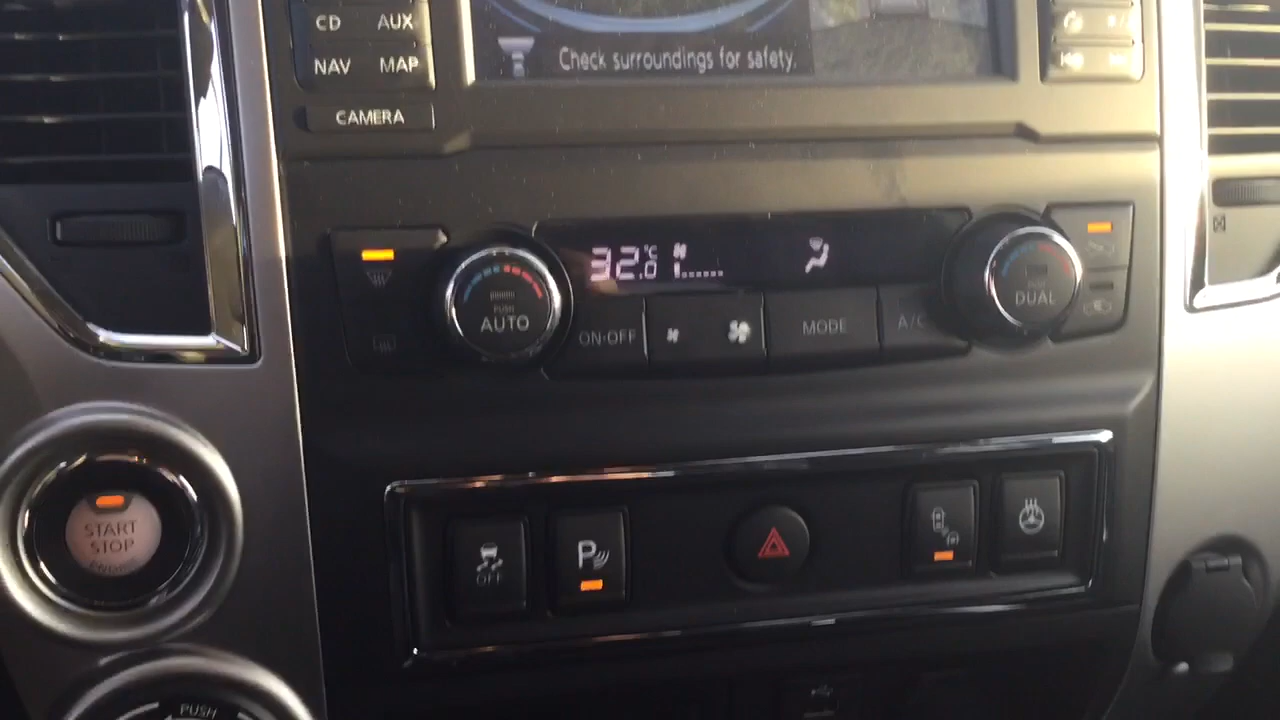 CD AUX
NAV MAP
CAMERA
Check surroundings for safety.
32.0 °C
PUSH
AUTO
ON·OFF
MODE
A/C
DUAL
START
STOP
ENGINE
OFF
P
PUSH